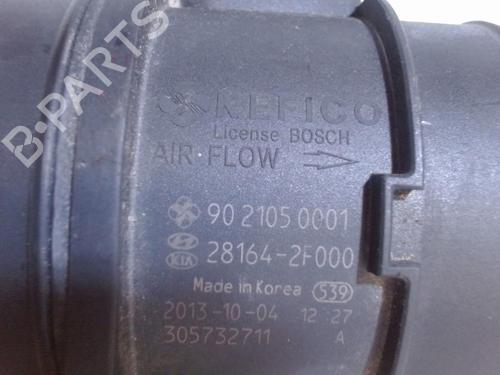 B-PARTS
KEFICO
License BOSCH
AIR FLOW
90 2105 0001
28164-2F000
KIA
Made in Korea 539
2013-10-04 12 27
305732711 A